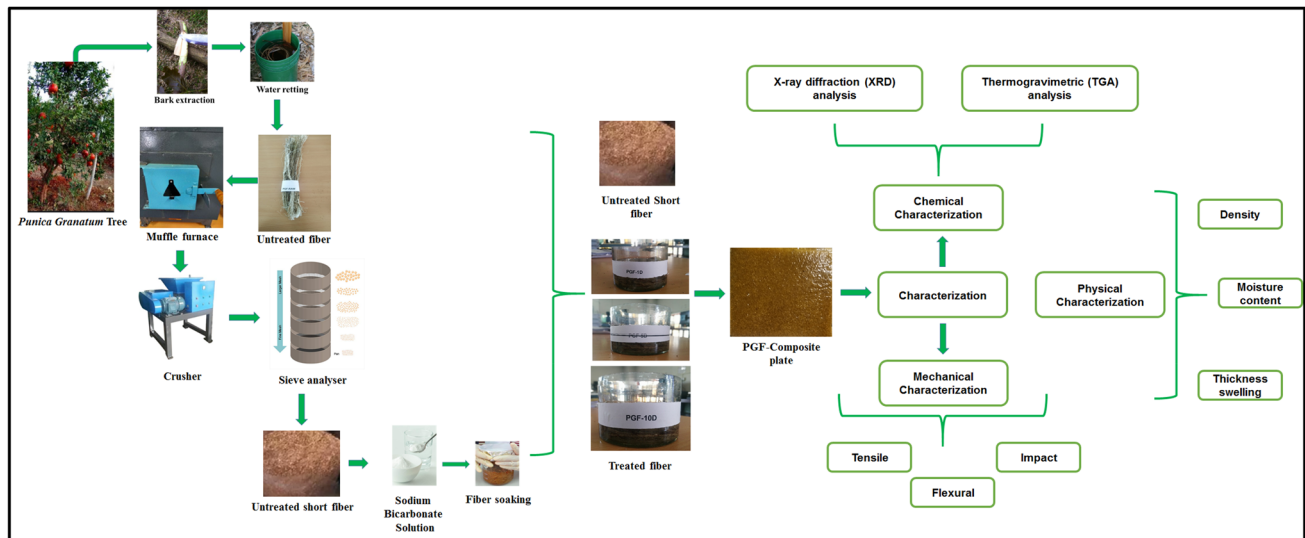 Bark extraction
Water retting
Punica Granatum Tree
Muffle furnace
Untreated fiber
Crusher
Sieve analyser
Untreated short fiber
Sodium
Bicarbonate
Solution
Fiber soaking
Untreated Short
fiber
PGF-1D
PGF-10D
Treated fiber
PGF-Composite
plate
X-ray diffraction (XRD)
analysis
Thermogravimetric (TGA)
analysis
Chemical
Characterization
Characterization
Mechanical
Characterization
Physical
Characterization
Density
Moisture
content
Thickness
swelling
Tensile
Impact
Flexural